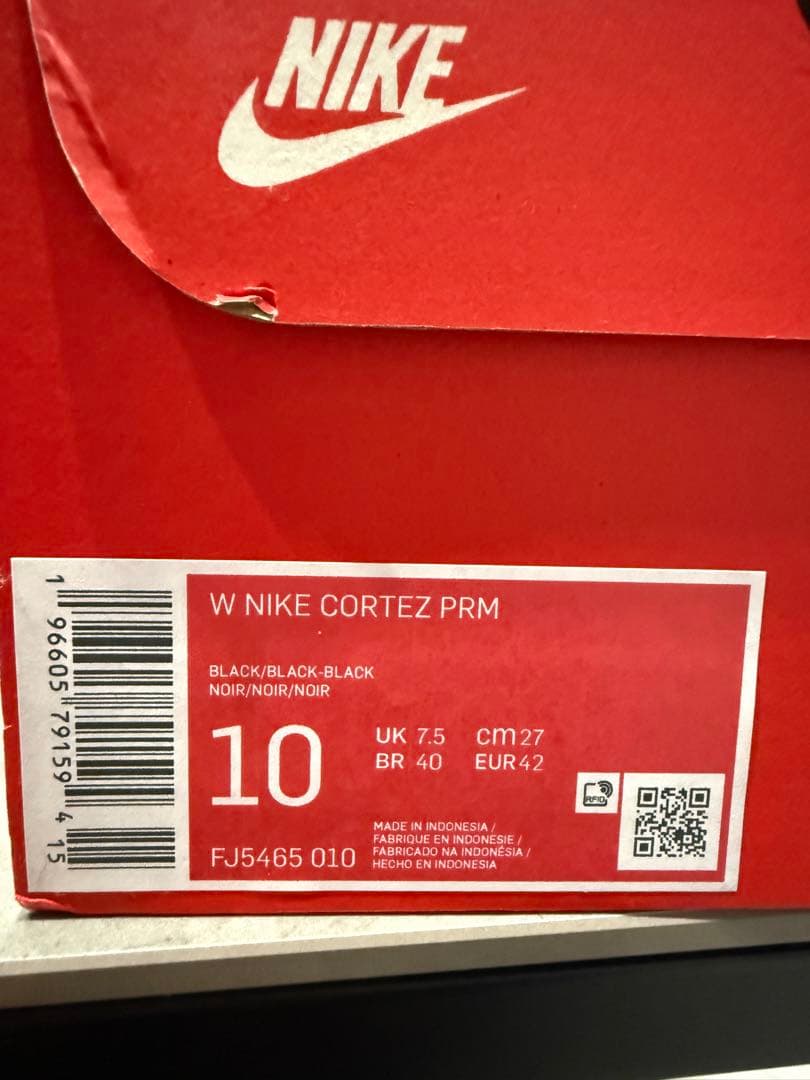 NIKE
W NIKE CORTEZ PRM
BLACK/BLACK-BLACK
NOIR/NOIR/NOIR
10
UK 7.5 cm 27
BR 40 EUR 42
RFID
FJ5465 010
MADE IN INDONESIA /
FABRIQUE EN INDONESIE /
FABRICADO NA INDONÉSIA /
HECHO EN INDONESIA
1 96605 79159 4 15